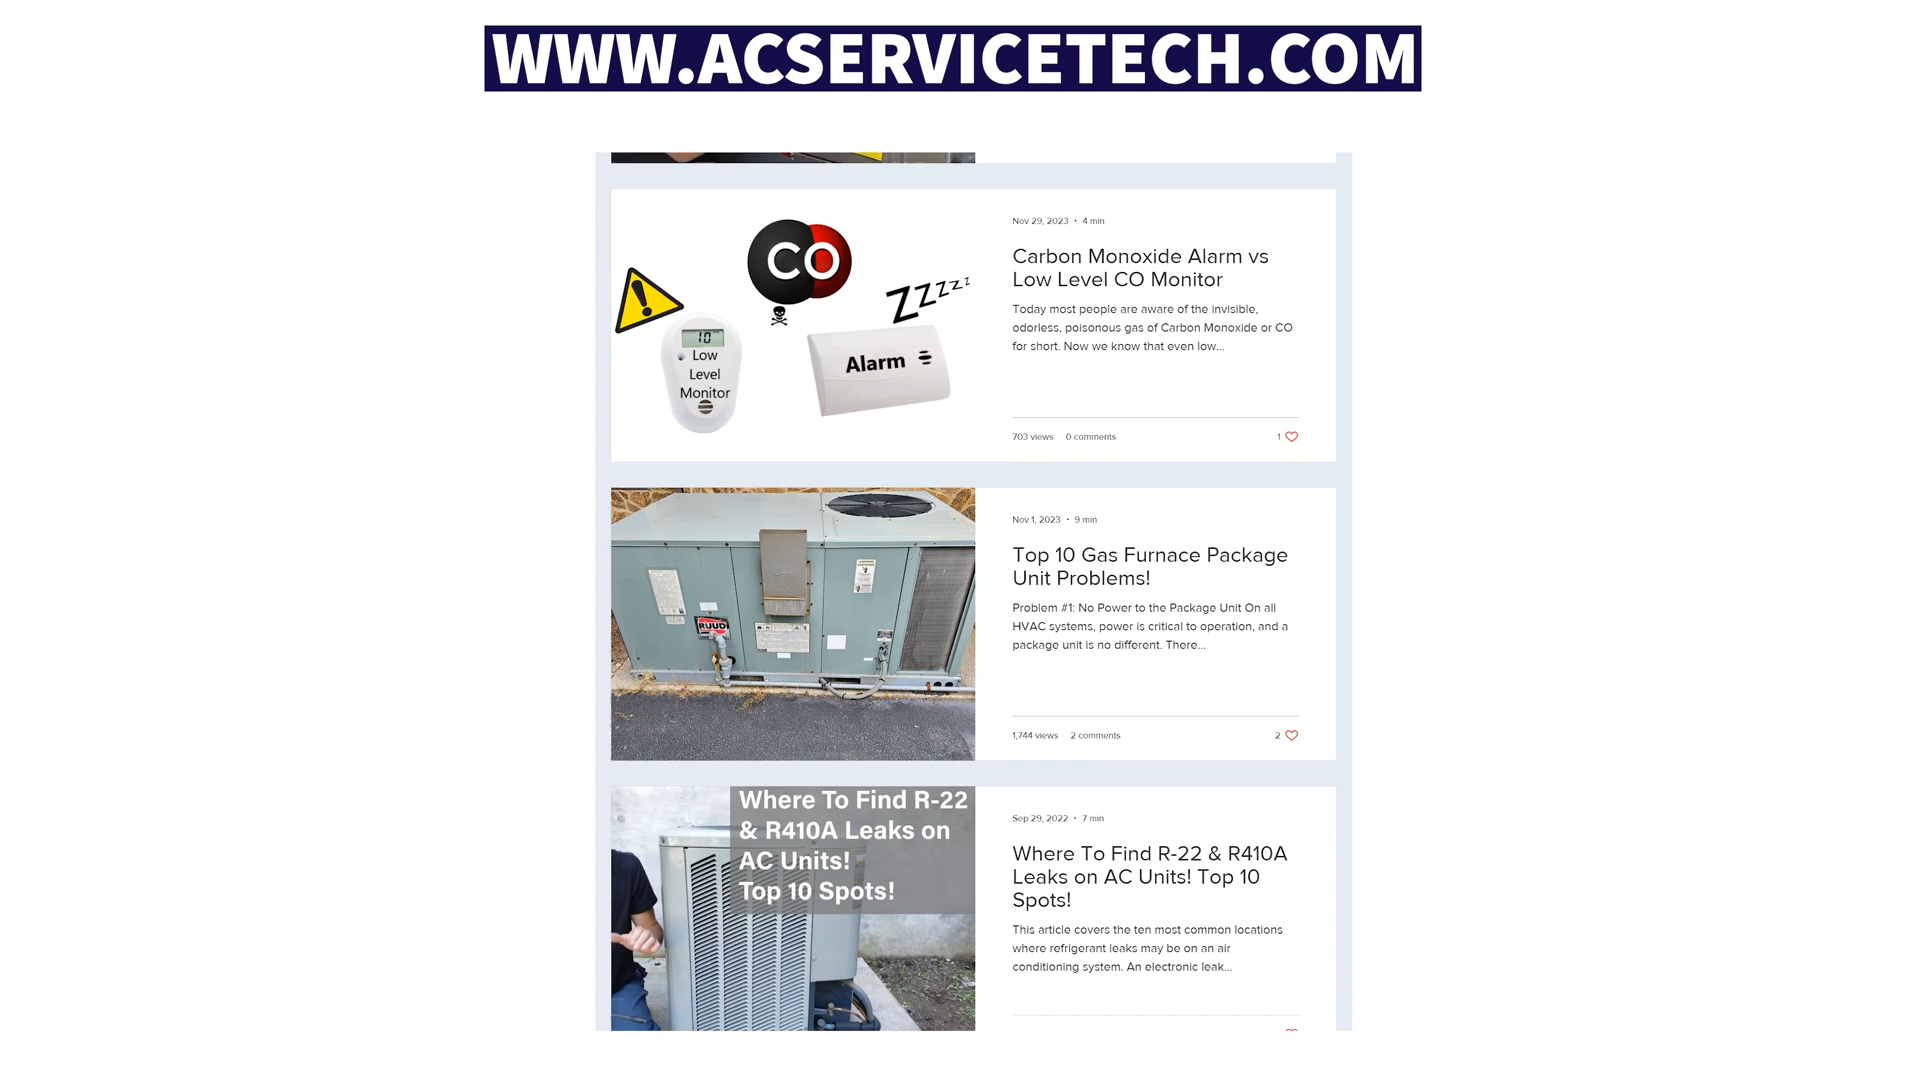 WWW.ACSERVICETECH.COM
CO
zzzzz
10
Low
Level
Monitor
Alarm
Nov 29, 2023 · 4 min
Carbon Monoxide Alarm vs
Low Level CO Monitor
Today most people are aware of the invisible,
odorless, poisonous gas of Carbon Monoxide or CO
for short. Now we know that even low...
703 views 0 comments
1
RUUD
Nov 1, 2023 · 9 min
Top 10 Gas Furnace Package
Unit Problems!
Problem #1: No Power to the Package Unit On all
HVAC systems, power is critical to operation, and a
package unit is no different. There...
1,744 views 2 comments
2
Where To Find R-22
& R410A Leaks on
AC Units!
Top 10 Spots!
Sep 29, 2022 · 7 min
Where To Find R-22 & R410A
Leaks on AC Units! Top 10
Spots!
This article covers the ten most common locations
where refrigerant leaks may be on an air
conditioning system. An electronic leak...